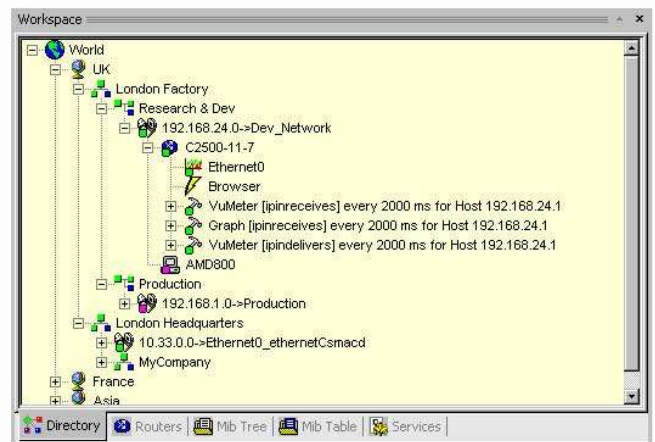 Workspace
World
UK
London Factory
Research & Dev
192.168.24.0->Dev_Network
C2500-11-7
Ethernet0
Browser
VuMeter [ipinreceives] every 2000 ms for Host 192.168.24.1
Graph [ipinreceives] every 2000 ms for Host 192.168.24.1
VuMeter [ipindelivers] every 2000 ms for Host 192.168.24.1
AMD800
Production
192.168.1.0->Production
London Headquarters
10.33.0.0->Ethernet0_ethernetCsmacd
MyCompany
France
Asia
Directory Routers Mib Tree Mib Table Services